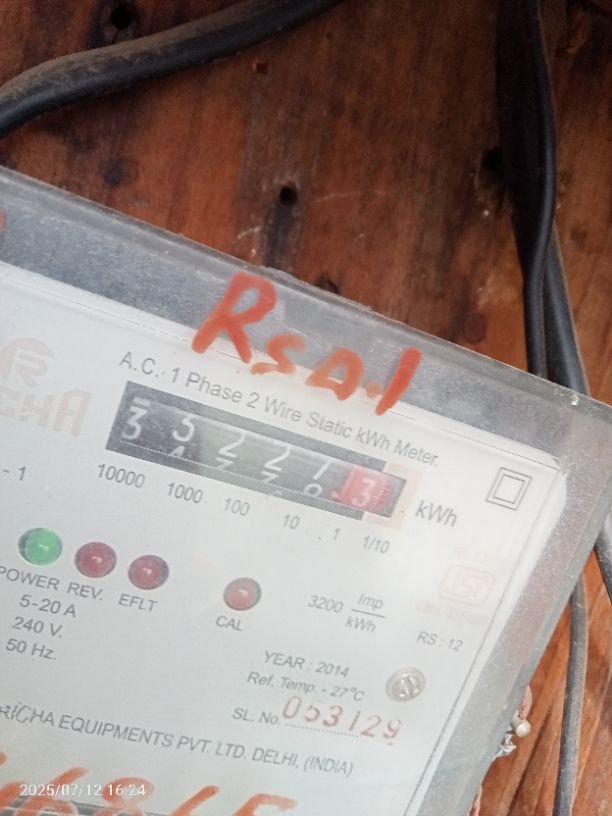 RSA.1
A.C. 1 Phase 2 Wire Static kWh Meter.
3 kWh
- 1 10000 1000 100 10 1 1/10
POWER REV. EFLT CAL
3200 Imp/kWh
5-20 A
240 V.
50 Hz.
RS : 12
YEAR : 2014
Ref. Temp. - 27°C
SL. No. 053129
RICHA EQUIPMENTS PVT. LTD. DELHI, (INDIA)
2025/07/12 16:24